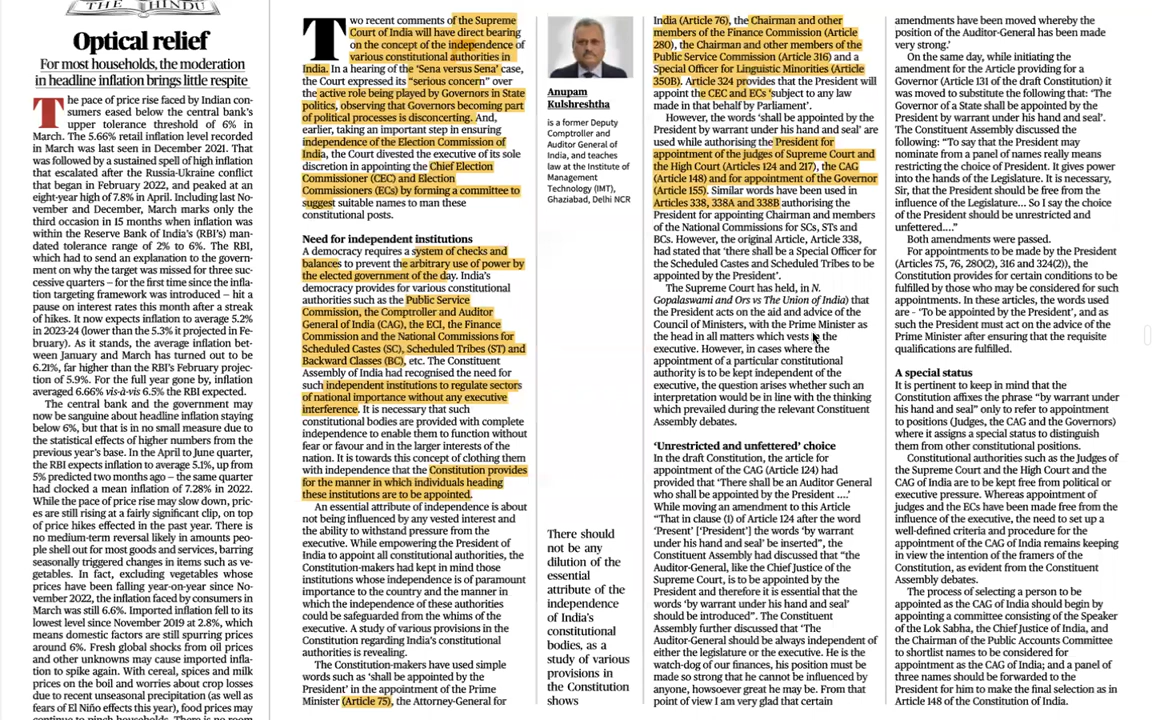 THE HINDU
Optical relief
For most households, the moderation
in headline inflation brings little respite
The pace of price rise faced by Indian con-
sumers eased below the central bank's
upper tolerance threshold of 6% in
March. The 5.66% retail inflation level recorded
in March was last seen in December 2021. That
was followed by a sustained spell of high inflation
that escalated after the Russia-Ukraine conflict
that began in February 2022, and peaked at an
eight-year high of 7.8% in April. Including last No-
vember and December, March marks only the
third occasion in 15 months when inflation was
within the Reserve Bank of India's (RBI's) man-
dated tolerance range of 2% to 6%. The RBI,
which had to send an explanation to the govern-
ment on why the target was missed for three suc-
cessive quarters – for the first time since the infla-
tion targeting framework was introduced – hit a
pause on interest rates this month after a streak
of hikes. It now expects inflation to average 5.2%
in 2023-24 (lower than the 5.3% it projected in Fe-
bruary). As it stands, the average inflation bet-
ween January and March has turned out to be
6.21%, far higher than the RBI's February projec-
tion of 5.9%. For the full year gone by, inflation
averaged 6.66% vis-à-vis 6.5% the RBI expected.
The central bank and the government may
now be sanguine about headline inflation staying
below 6%, but that is in no small measure due to
the statistical effects of higher numbers from the
previous year's base. In the April to June quarter,
the RBI expects inflation to average 5.1%, up from
5% predicted two months ago – the same quarter
had clocked a mean inflation of 7.28% in 2022.
While the pace of price rise may slow down, pric-
es are still rising at a fairly significant clip, on top
of price hikes effected in the past year. There is
no medium-term reversal likely in amounts peo-
ple shell out for most goods and services, barring
seasonally triggered changes in items such as ve-
getables. In fact, excluding vegetables whose
prices have been falling year-on-year since No-
vember 2022, the inflation faced by consumers in
March was still 6.6%. Imported inflation fell to its
lowest level since November 2019 at 2.8%, which
means domestic factors are still spurring prices
around 6%. Fresh global shocks from oil prices
and other unknowns may cause imported infla-
tion to spike again. With cereal, spices and milk
prices on the boil and worries about crop losses
due to recent unseasonal precipitation (as well as
fears of El Niño effects this year), food prices may
continue to pinch households. There is no room
Two recent comments of the Supreme
Court of India will have direct bearing
on the concept of the independence of
various constitutional authorities in
India. In a hearing of the 'Sena versus Sena' case,
the Court expressed its "serious concern" over
the active role being played by Governors in State
politics, observing that Governors becoming part
of political processes is disconcerting. And,
earlier, taking an important step in ensuring
independence of the Election Commission of
India, the Court divested the executive of its sole
discretion in appointing the Chief Election
Commissioner (CEC) and Election
Commissioners (ECs) by forming a committee to
suggest suitable names to man these
constitutional posts.
Need for independent institutions
A democracy requires a system of checks and
balances to prevent the arbitrary use of power by
the elected government of the day. India's
democracy provides for various constitutional
authorities such as the Public Service
Commission, the Comptroller and Auditor
General of India (CAG), the ECI, the Finance
Commission and the National Commissions for
Scheduled Castes (SC), Scheduled Tribes (ST) and
Backward Classes (BC), etc. The Constituent
Assembly of India had recognised the need for
such independent institutions to regulate sectors
of national importance without any executive
interference. It is necessary that such
constitutional bodies are provided with complete
independence to enable them to function without
fear or favour and in the larger interests of the
nation. It is towards this concept of clothing them
with independence that the Constitution provides
for the manner in which individuals heading
these institutions are to be appointed.
An essential attribute of independence is about
not being influenced by any vested interest and
the ability to withstand pressure from the
executive. While empowering the President of
India to appoint all constitutional authorities, the
Constitution-makers had kept in mind those
institutions whose independence is of paramount
importance to the country and the manner in
which the independence of these authorities
could be safeguarded from the whims of the
executive. A study of various provisions in the
Constitution regarding India's constitutional
authorities is revealing.
The Constitution-makers have used simple
words such as 'shall be appointed by the
President' in the appointment of the Prime
Minister (Article 75), the Attorney-General for
Anupam
Kulshreshtha
is a former Deputy
Comptroller and
Auditor General of
India, and teaches
law at the Institute of
Management
Technology (IMT),
Ghaziabad, Delhi NCR
There should
not be any
dilution of the
essential
attribute of the
independence
of India's
constitutional
bodies, as a
study of various
provisions in
the Constitution
shows
India (Article 76), the Chairman and other
members of the Finance Commission (Article
280), the Chairman and other members of the
Public Service Commission (Article 316) and a
Special Officer for Linguistic Minorities (Article
350B). Article 324 provides that the President will
appoint the CEC and ECs 'subject to any law
made in that behalf by Parliament'.
However, the words 'shall be appointed by the
President by warrant under his hand and seal' are
used while authorising the President for
appointment of the judges of Supreme Court and
the High Court (Articles 124 and 217), the CAG
(Article 148) and for appointment of the Governor
(Article 155). Similar words have been used in
Articles 338, 338A and 338B authorising the
President for appointing Chairman and members
of the National Commissions for SCs, STs and
BCs. However, the original Article, Article 338,
had stated that 'there shall be a Special Officer for
the Scheduled Castes and Scheduled Tribes to be
appointed by the President'.
The Supreme Court has held, in N.
Gopalaswami and Ors vs The Union of India) that
the President acts on the aid and advice of the
Council of Ministers, with the Prime Minister as
the head in all matters which vests in the
executive. However, in cases where the
appointment of a particular constitutional
authority is to be kept independent of the
executive, the question arises whether such an
interpretation would be in line with the thinking
which prevailed during the relevant Constituent
Assembly debates.
'Unrestricted and unfettered' choice
In the draft Constitution, the article for
appointment of the CAG (Article 124) had
provided that 'There shall be an Auditor General
who shall be appointed by the President ....'
While moving an amendment to this Article
"That in clause (1) of Article 124 after the word
'Present' ['President'] the words 'by warrant
under his hand and seal' be inserted", the
Constituent Assembly had discussed that "the
Auditor-General, like the Chief Justice of the
Supreme Court, is to be appointed by the
President and therefore it is essential that the
words 'by warrant under his hand and seal'
should be introduced". The Constituent
Assembly further discussed that 'The
Auditor-General should be always independent of
either the legislature or the executive. He is the
watch-dog of our finances, his position must be
made so strong that he cannot be influenced by
anyone, howsoever great he may be. From that
point of view I am very glad that certain
amendments have been moved whereby the
position of the Auditor-General has been made
very strong.'
On the same day, while initiating the
amendment for the Article providing for a
Governor (Article 131 of the draft Constitution) it
was moved to substitute the following that: 'The
Governor of a State shall be appointed by the
President by warrant under his hand and seal'.
The Constituent Assembly discussed the
following: "To say that the President may
nominate from a panel of names really means
restricting the choice of President. It gives power
into the hands of the Legislature. It is necessary,
Sir, that the President should be free from the
influence of the Legislature... So I say the choice
of the President should be unrestricted and
unfettered...."
Both amendments were passed.
For appointments to be made by the President
(Articles 75, 76, 280(2), 316 and 324(2)), the
Constitution provides for certain conditions to be
fulfilled by those who may be considered for such
appointments. In these articles, the words used
are - 'To be appointed by the President', and as
such the President must act on the advice of the
Prime Minister after ensuring that the requisite
qualifications are fulfilled.
A special status
It is pertinent to keep in mind that the
Constitution affixes the phrase "by warrant under
his hand and seal" only to refer to appointment
to positions (Judges, the CAG and the Governors)
where it assigns a special status to distinguish
them from other constitutional positions.
Constitutional authorities such as the Judges of
the Supreme Court and the High Court and the
CAG of India are to be kept free from political or
executive pressure. Whereas appointment of
judges and the ECs have been made free from the
influence of the executive, the need to set up a
well-defined criteria and procedure for the
appointment of the CAG of India remains keeping
in view the intention of the framers of the
Constitution, as evident from the Constituent
Assembly debates.
The process of selecting a person to be
appointed as the CAG of India should begin by
appointing a committee consisting of the Speaker
of the Lok Sabha, the Chief Justice of India, and
the Chairman of the Public Accounts Committee
to shortlist names to be considered for
appointment as the CAG of India; and a panel of
three names should be forwarded to the
President for him to make the final selection as in
Article 148 of the Constitution of India.